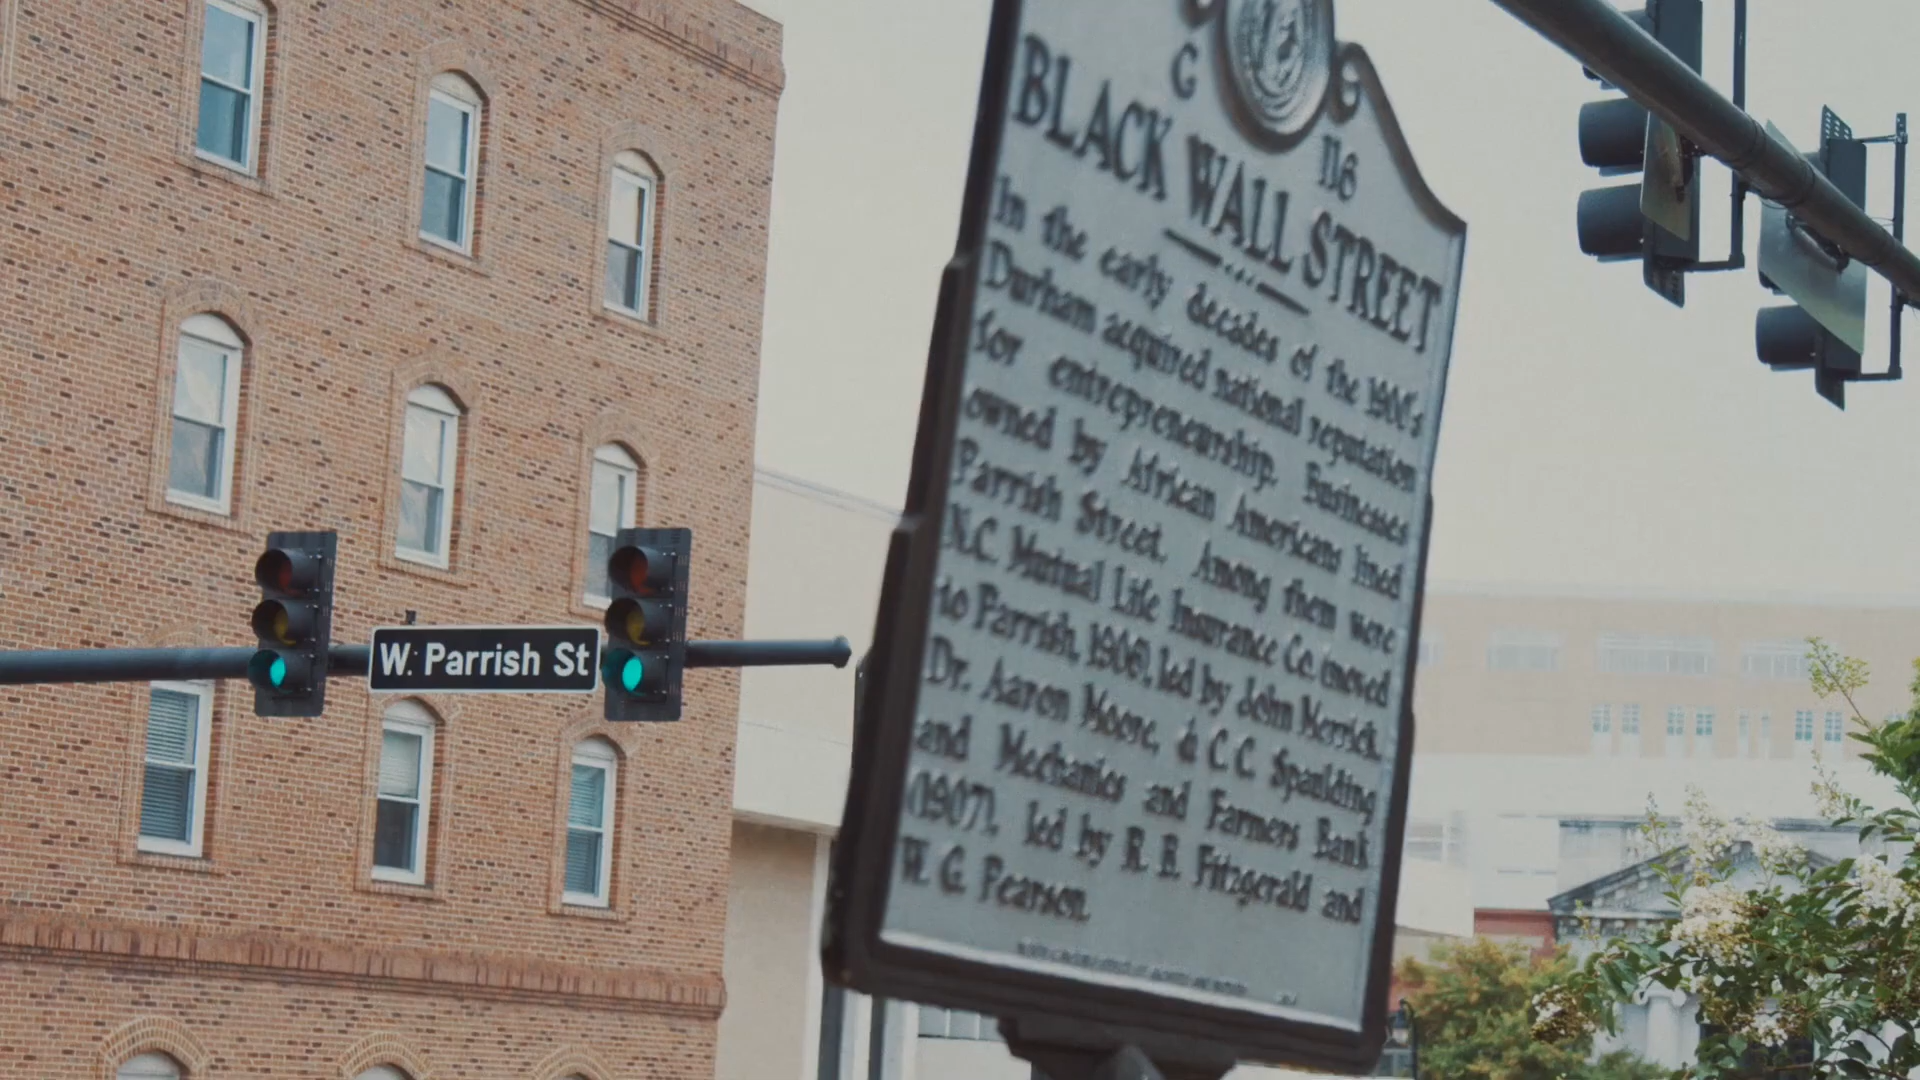 W. Parrish St
G 116
BLACK WALL STREET
In the early decades of the 1900's
Durham acquired national reputation
for entrepreneurship. Businesses
owned by African Americans lined
Parrish Street. Among them were
N.C. Mutual Life Insurance Co. (moved
to Parrish, 1906), led by John Merrick,
Dr. Aaron Moore, & C.C. Spaulding
and Mechanics and Farmers Bank
(1907), led by R. B. Fitzgerald and
W. G. Pearson.